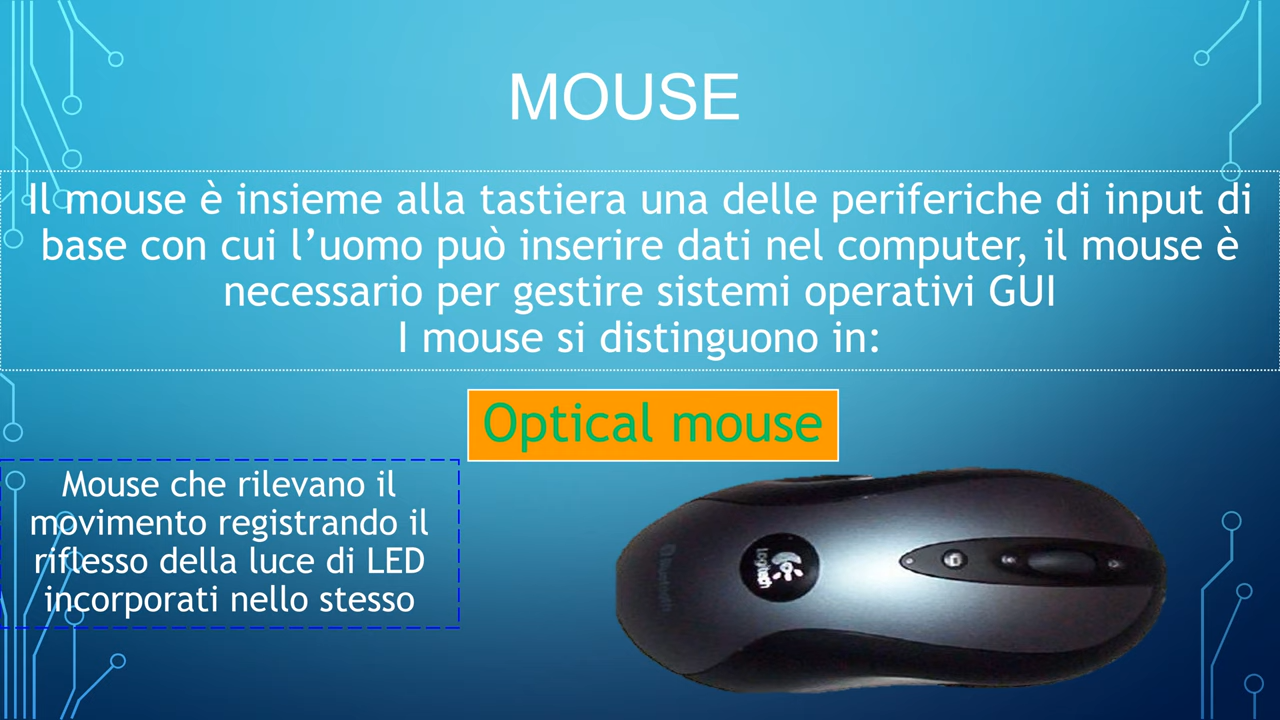 MOUSE
Il mouse è insieme alla tastiera una delle periferiche di input di
base con cui l’uomo può inserire dati nel computer, il mouse è
necessario per gestire sistemi operativi GUI
I mouse si distinguono in:
Optical mouse
Mouse che rilevano il
movimento registrando il
riflesso della luce di LED
incorporati nello stesso
Logitech
Bluetooth